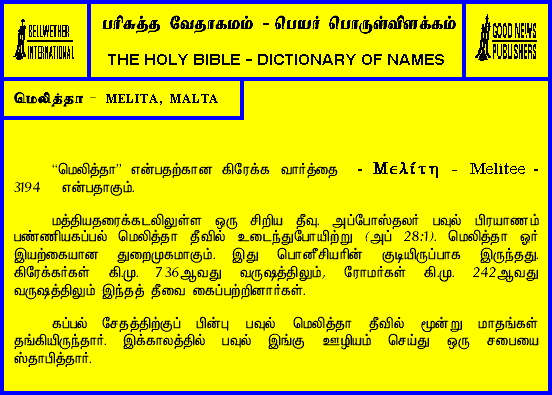 BELLWETHER
INTERNATIONAL
பரிசுத்த வேதாகமம் - பெயர் பொருள்விளக்கம்
THE HOLY BIBLE - DICTIONARY OF NAMES
GOOD NEWS
PUBLISHERS
மெலித்தா - MELITA, MALTA
“மெலித்தா” என்பதற்கான கிரேக்க வார்த்தை - Μελίτη - Melitee -
3194 என்பதாகும்.
மத்தியதரைக்கடலிலுள்ள ஒரு சிறிய தீவு. அப்போஸ்தலர் பவுல் பிரயாணம்
பண்ணியகப்பல் மெலித்தா தீவில் உடைந்துபோயிற்று (அப் 28:1). மெலித்தா ஓர்
இயற்கையான துறைமுகமாகும். இது பொனீசியரின் குடியிருப்பாக இருந்தது.
கிரேக்கர்கள் கி.மு. 736ஆவது வருஷத்திலும், ரோமர்கள் கி.மு. 242ஆவது
வருஷத்திலும் இந்தத் தீவை கைப்பற்றினார்கள்.
கப்பல் சேதத்திற்குப் பின்பு பவுல் மெலித்தா தீவில் மூன்று மாதங்கள்
தங்கியிருந்தார். இக்காலத்தில் பவுல் இங்கு ஊழியம் செய்து ஒரு சபையை
ஸ்தாபித்தார்.